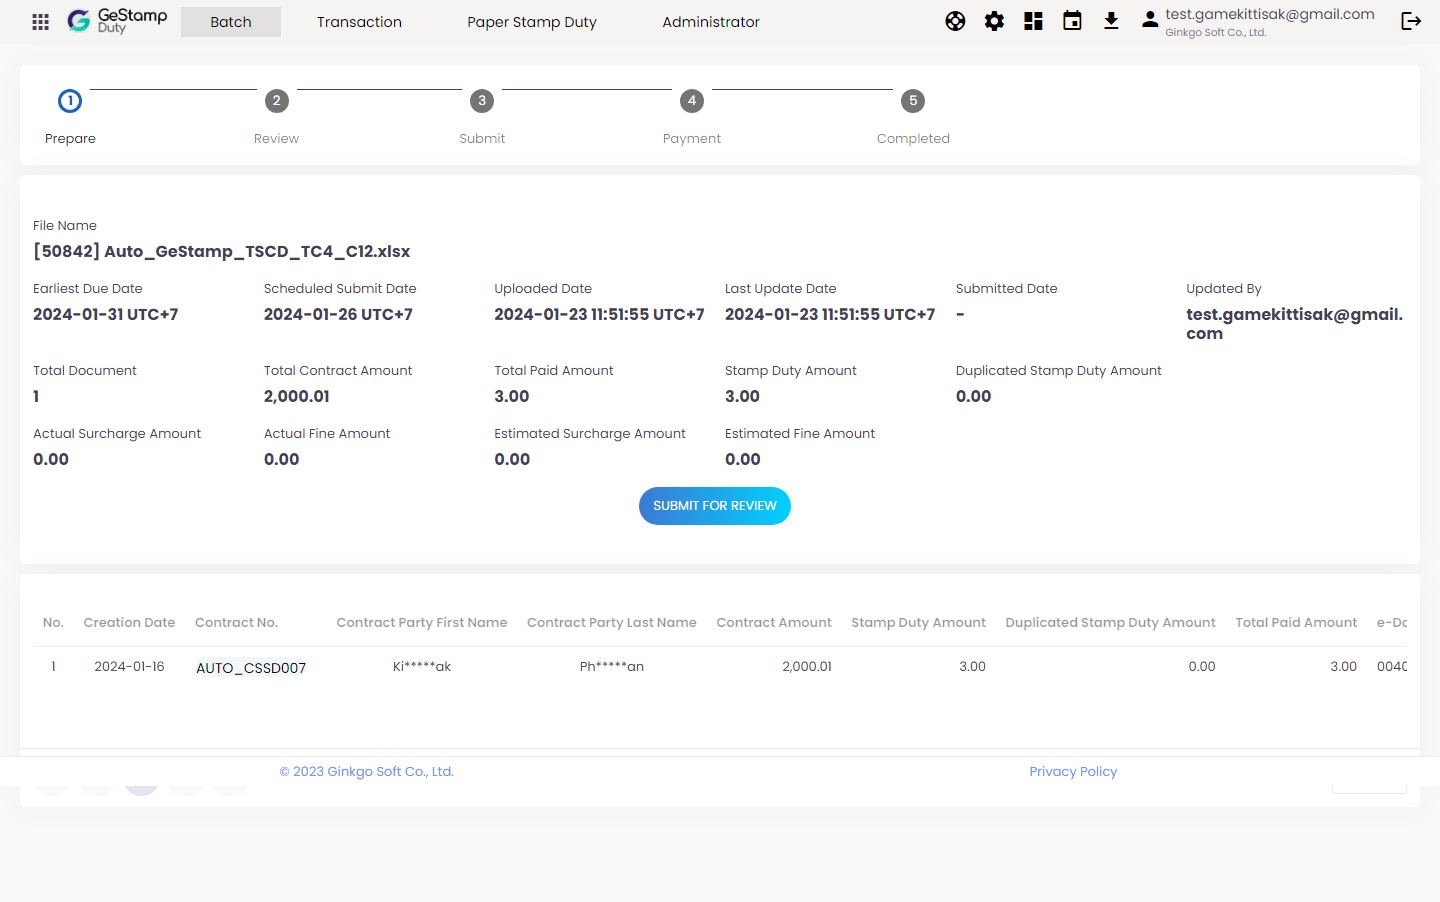 GeStamp
Duty
Batch
Transaction
Paper Stamp Duty
Administrator
test.gamekittisak@gmail.com
Ginkgo Soft Co., Ltd.
1
2
3
4
5
Prepare
Review
Submit
Payment
Completed
File Name
[50842] Auto_GeStamp_TSCD_TC4_C12.xlsx
Earliest Due Date
Scheduled Submit Date
Uploaded Date
Last Update Date
Submitted Date
Updated By
2024-01-31 UTC+7
2024-01-26 UTC+7
2024-01-23 11:51:55 UTC+7
2024-01-23 11:51:55 UTC+7
-
test.gamekittisak@gmail.
com
Total Document
Total Contract Amount
Total Paid Amount
Stamp Duty Amount
Duplicated Stamp Duty Amount
1
2,000.01
3.00
3.00
0.00
Actual Surcharge Amount
Actual Fine Amount
Estimated Surcharge Amount
Estimated Fine Amount
0.00
0.00
0.00
0.00
SUBMIT FOR REVIEW
No.
Creation Date
Contract No.
Contract Party First Name
Contract Party Last Name
Contract Amount
Stamp Duty Amount
Duplicated Stamp Duty Amount
Total Paid Amount
e-Do
1
2024-01-16
AUTO_CSSD007
Ki*****ak
Ph*****an
2,000.01
3.00
0.00
3.00
0040
© 2023 Ginkgo Soft Co., Ltd.
Privacy Policy